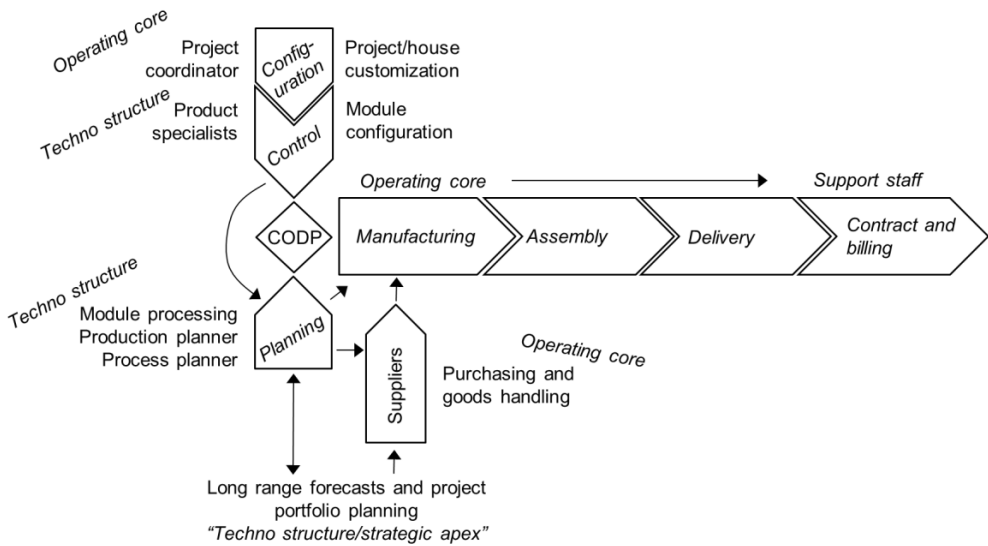 Operating core
Project
coordinator
Config-
uration
Project/house
customization
Techno structure
Product
specialists
Control
Module
configuration
Operating core
Support staff
CODP
Manufacturing
Assembly
Delivery
Contract and
billing
Techno structure
Module processing
Production planner
Process planner
Planning
Suppliers
Operating core
Purchasing and
goods handling
Long range forecasts and project
portfolio planning
“Techno structure/strategic apex”